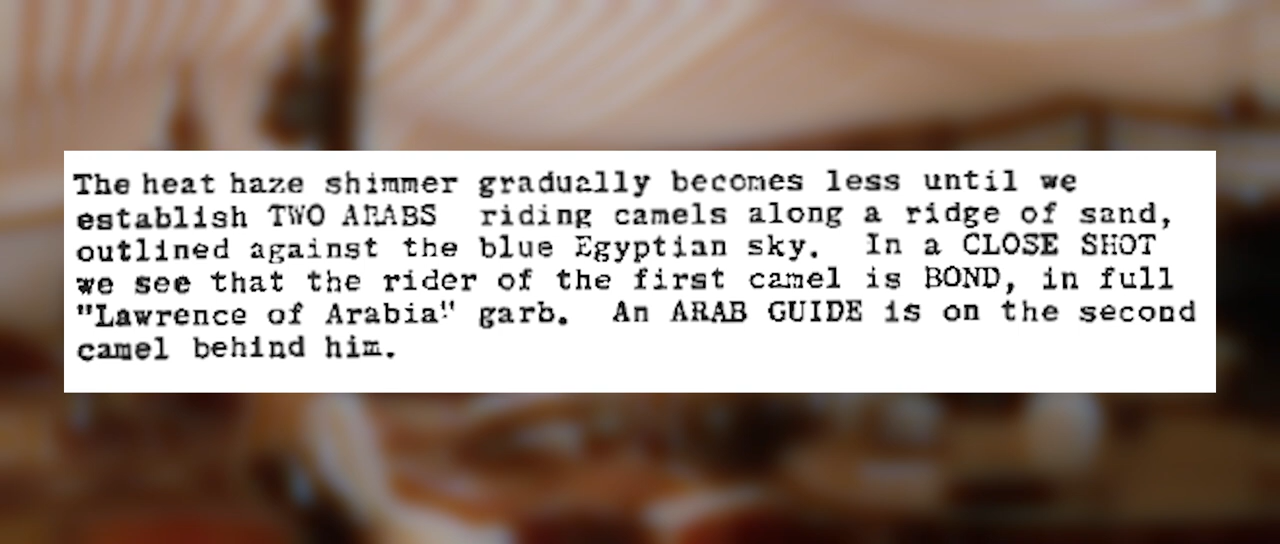 The heat haze shimmer gradually becomes less until we
establish TWO ARABS riding camels along a ridge of sand,
outlined against the blue Egyptian sky. In a CLOSE SHOT
we see that the rider of the first camel is BOND, in full
"Lawrence of Arabia" garb. An ARAB GUIDE is on the second
camel behind him.